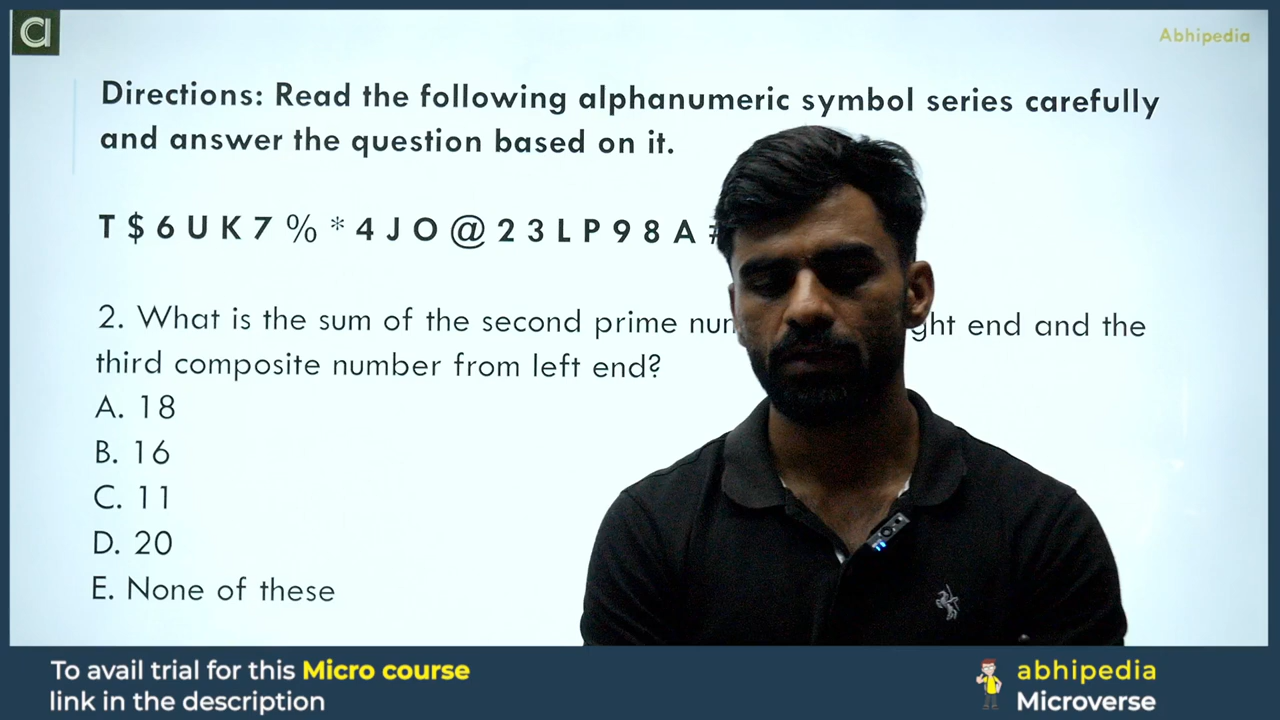 Abhipedia
Directions: Read the following alphanumeric symbol series carefully
and answer the question based on it.
T $ 6 U K 7 % * 4 J O @ 2 3 L P 9 8 A
2. What is the sum of the second prime end and the
third composite number from left end?
A. 18
B. 16
C. 11
D. 20
E. None of these
To avail trial for this Micro course
link in the description
abhipedia
Microverse